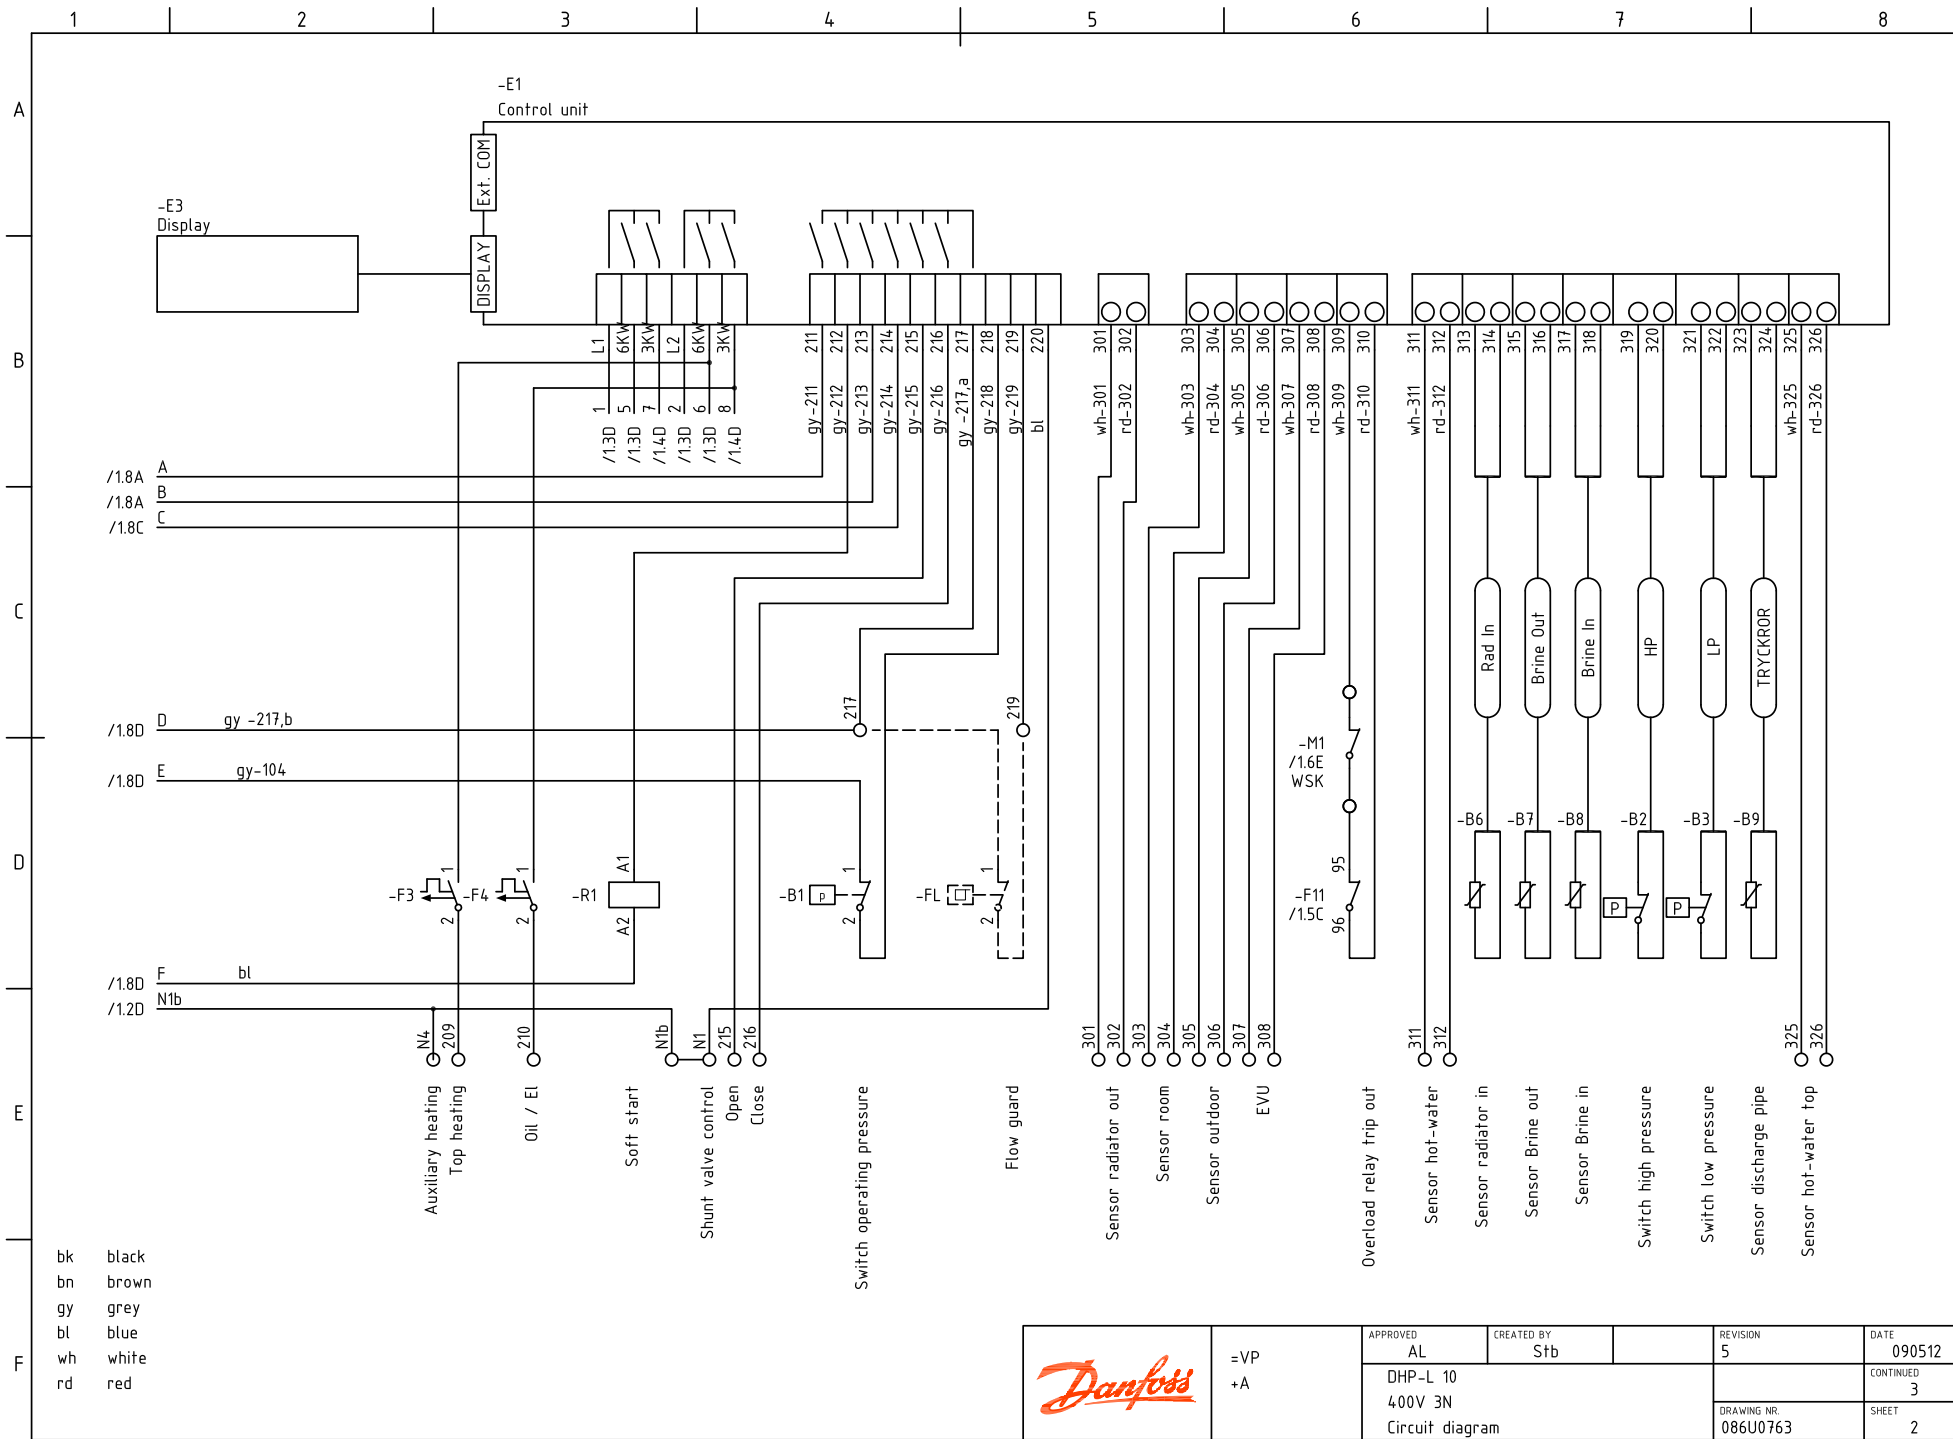 1 2 3 4 5 6 7 8
A
B
C
D
E
F
-E1
Control unit
Ext. COM
DISPLAY
-E3
Display
L1 6KW 3KW L2 6KW 3KW
1 5 7 2 6 8
/1.3D /1.3D /1.4D /1.3D /1.3D /1.4D
211 212 213 214 215 216 217 218 219 220
gy-211 gy-212 gy-213 gy-214 gy-215 gy-216 gy -217,a gy-218 gy-219 bl
301 302
wh-301 rd-302
303 304 305 306 307 308 309 310
wh-303 rd-304 wh-305 rd-306 wh-307 rd-308 wh-309 rd-310
311 312 313 314 315 316 317 318 319 320 321 322 323 324 325 326
wh-311 rd-312 wh-325 rd-326
/1.8A A
/1.8A B
/1.8C C
Rad In
Brine Out
Brine In
HP
LP
TRYCKROR
/1.8D D gy -217,b
217 219
/1.8D E gy-104
-M1
/1.6E
WSK
-F3 1 2
-F4 1 2
-R1 A1 A2
-B1 P 1 2
-FL 1 2
-F11
/1.5C
95 96
-B6 -B7 -B8 -B2 -B3 -B9
P P
/1.8D F bl
/1.2D N1b
N4 209 210 N1b N1 215 216
301 302 303 304 305 306 307 308
311 312 325 326
Auxiliary heating
Top heating
Oil / El
Soft start
Shunt valve control
Open
Close
Switch operating pressure
Flow guard
Sensor radiator out
Sensor room
Sensor outdoor
EVU
Overload relay trip out
Sensor hot-water
Sensor radiator in
Sensor Brine out
Sensor Brine in
Switch high pressure
Switch low pressure
Sensor discharge pipe
Sensor hot-water top
bk black
bn brown
gy grey
bl blue
wh white
rd red
Danfoss
=VP
+A
APPROVED
AL
CREATED BY
Stb
REVISION
5
DATE
090512
DHP-L 10
400V 3N
Circuit diagram
CONTINUED
3
DRAWING NR.
086U0763
SHEET
2